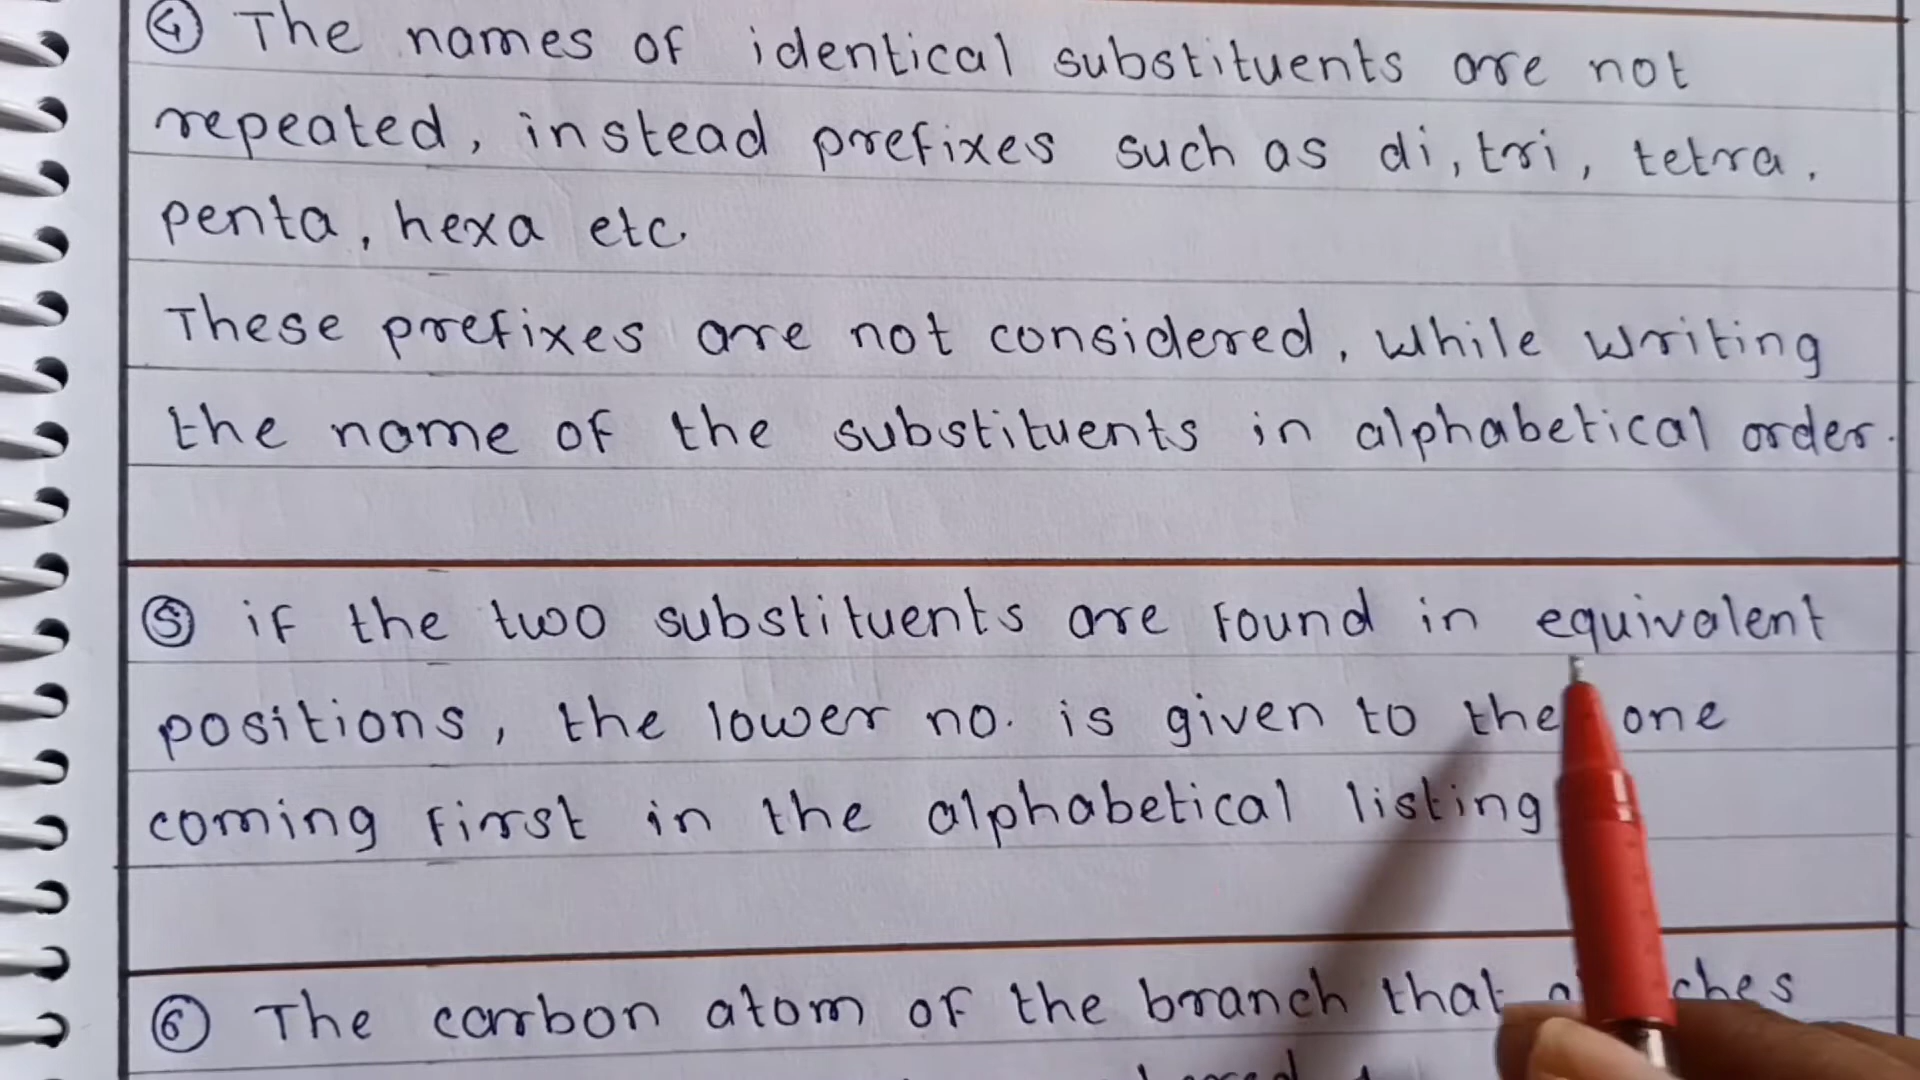 ④ The names of identical substituents are not
repeated, instead prefixes such as di, tri, tetra,
penta, hexa etc.
These prefixes are not considered, while writing
the name of the substituents in alphabetical order.
⑤ if the two substituents are found in equivalent
positions, the lower no. is given to the one
coming first in the alphabetical listing
⑥ The carbon atom of the branch that